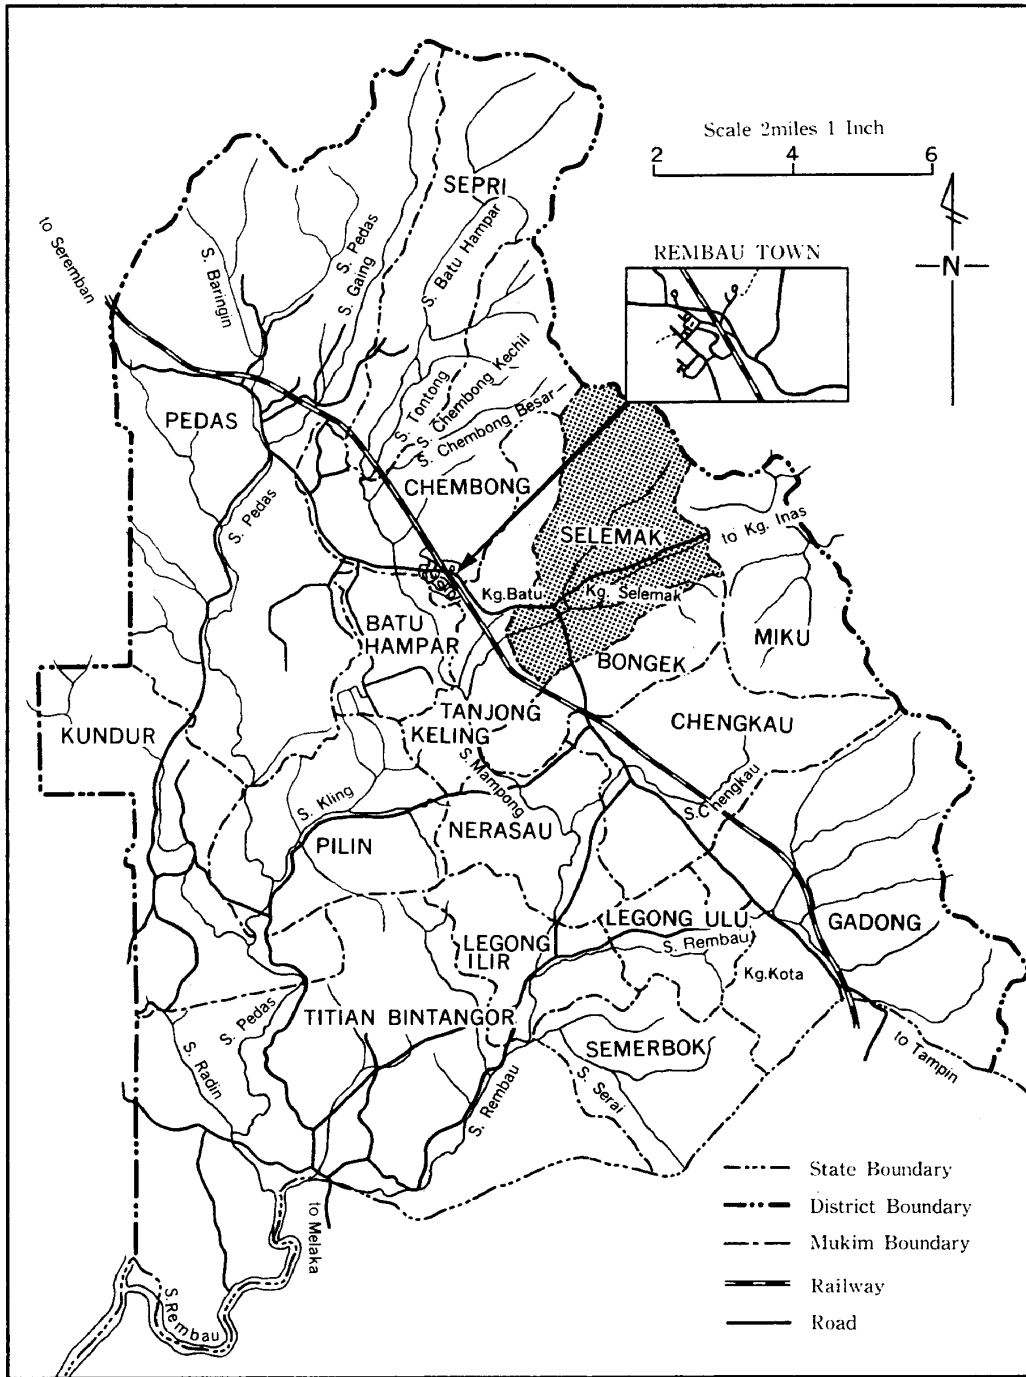 Scale 2miles 1 Inch
2 4 6
N
REMBAU TOWN
SEPRI
to Seremban
S. Baringin
S. Pedas
S. Gaing
S. Batu Hampar
S. Tontong
S. Chembong Kechil
S. Chembong Besar
PEDAS
S. Pedas
CHEMBONG
SELEMAK
to Kg. Inas
Kg. Batu
Kg. Selemak
BATU
HAMPAR
BONGEK
MIKU
KUNDUR
TANJONG
KELING
CHENGKAU
S. Mampong
S. Chengkau
S. Kling
PILIN
NERASAU
LEGONG ULU
S. Rembau
GADONG
LEGONG
ILIR
Kg. Kota
S. Pedas
TITIAN BINTANGOR
S. Radin
SEMERBOK
S. Serai
S. Rembau
to Tampin
to Melaka
S. Rembau
State Boundary
District Boundary
Mukim Boundary
Railway
Road